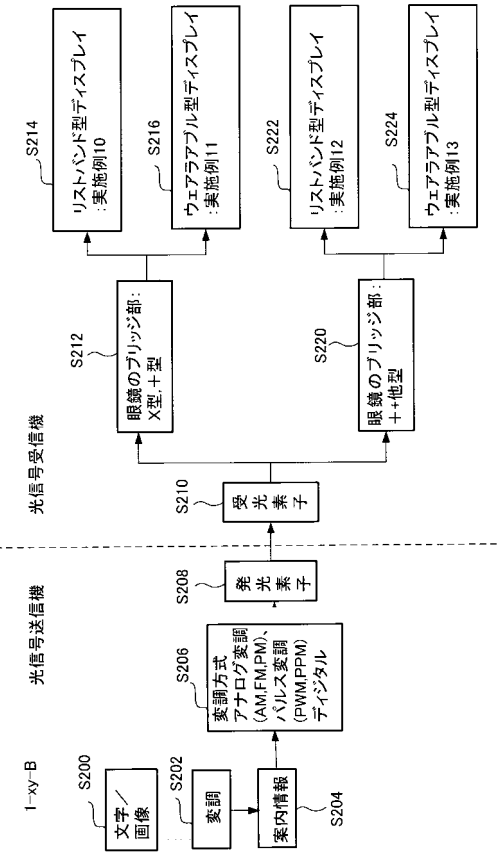 1-xy-B
光信号送信機
光信号受信機
S200
文字／
画像
S202
変調
案内情報
S204
S206
変調方式
アナログ変調
(AM,FM,PM)、
パルス変調
(PWM,PPM)
ディジタル
S208
発光素子
S210
受光素子
S212
眼鏡のブリッジ部：
X型,＋型
S214
リストバンド型ディスプレイ
：実施例10
S216
ウェアラアブル型ディスプレイ
：実施例11
S220
眼鏡のブリッジ部：
＋+他型
S222
リストバンド型ディスプレイ
：実施例12
S224
ウェアラアブル型ディスプレイ
：実施例13